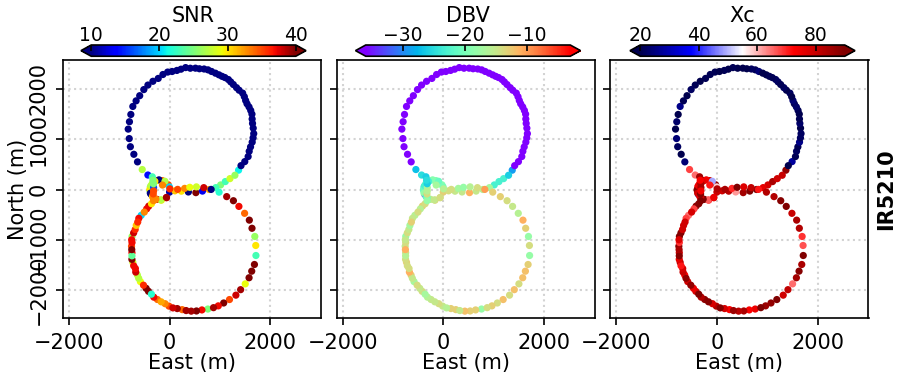 SNR DBV Xc
10 20 30 40 −30 −20 −10 20 40 60 80
2000
1000
0
−1000
−2000
North (m)
IR5210
−2000 0 2000 −2000 0 2000 −2000 0 2000
East (m) East (m) East (m)